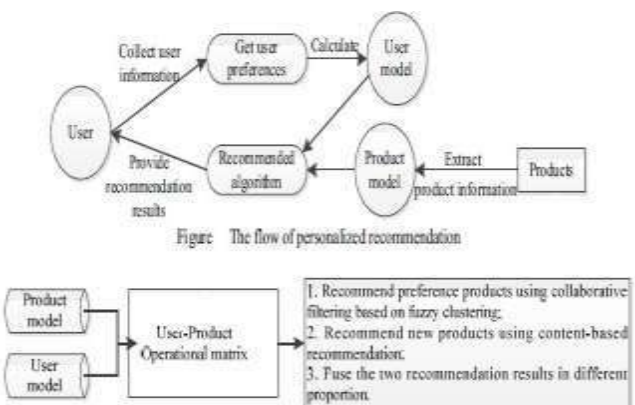 Collect user
information
Get user
preferences
Calculate
User
model
User
Provide
recommendation
results
Recommended
algorithm
Product
model
Extract
product information
Products
Figure The flow of personalized recommendation
Product
model
User
model
User-Product
Operational matrix
1. Recommend preference products using collaborative
filtering based on fuzzy clustering;
2. Recommend new products using content-based
recommendation;
3. Fuse the two recommendation results in different
proportion.